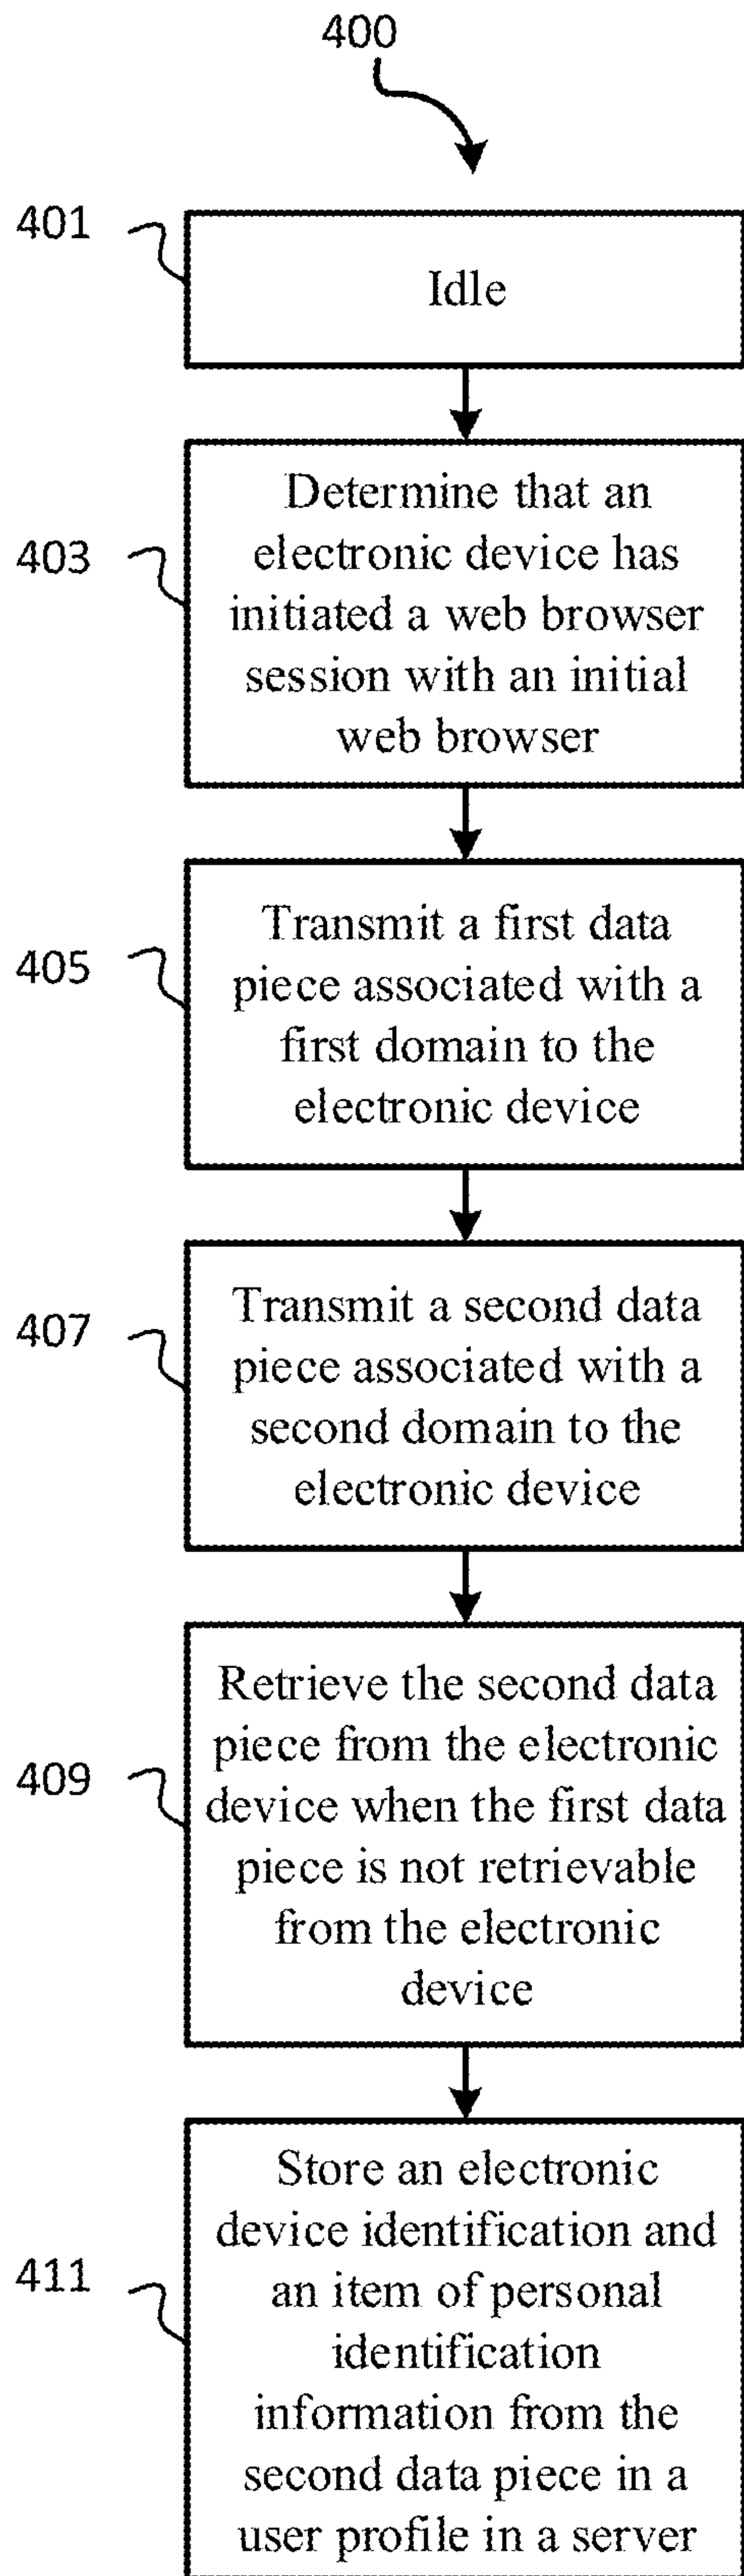 400
401
Idle
403
Determine that an
electronic device has
initiated a web browser
session with an initial
web browser
405
Transmit a first data
piece associated with a
first domain to the
electronic device
407
Transmit a second data
piece associated with a
second domain to the
electronic device
409
Retrieve the second data
piece from the electronic
device when the first data
piece is not retrievable
from the electronic
device
411
Store an electronic
device identification and
an item of personal
identification
information from the
second data piece in a
user profile in a server